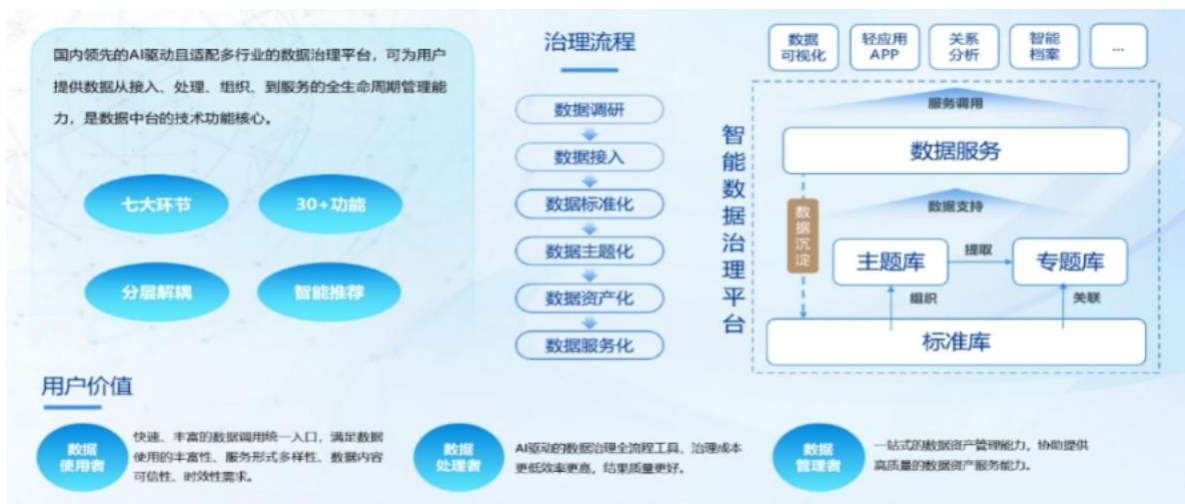 国内领先的AI驱动且适配多行业的数据治理平台，可为用户
提供数据从接入、处理、组织、到服务的全生命周期管理能
力，是数据中台的技术功能核心。
七大环节
30+功能
分层解耦
智能推荐
治理流程
数据调研
数据接入
数据标准化
数据主题化
数据资产化
数据服务化
智能数据治理平台
数据
可视化
轻应用
APP
关系
分析
智能
档案
...
服务调用
数据服务
数据沉淀
数据支持
主题库
提取
专题库
组织
关联
标准库
用户价值
数据
使用者
快速、丰富的数据调用统一入口，满足数据
使用的丰富性、服务形式多样性、数据内容
可信性、时效性需求。
数据
处理者
AI驱动的数据治理全流程工具，治理成本
更低效率更高，结果质量更好。
数据
管理者
一站式的数据资产管理能力，协助提供
高质量的数据资产服务能力。